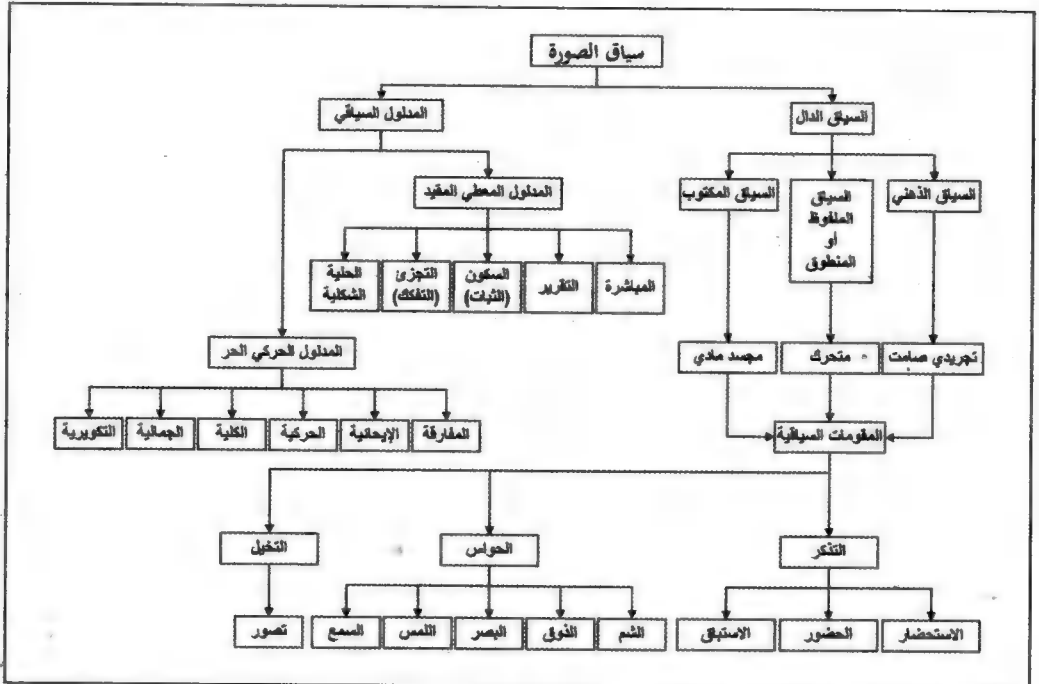 سياق الصورة
السياق الدال
المدلول السياقي
السياق الذهني
السياق
الملفوظ
أو
المنطوق
السياق المكتوب
المدلول المعطي المقيد
المباشرة
التقرير
السكون
(الثبات)
التجزئ
(التفكك)
الحلية
الشكلية
تجريدي صامت
متحرك
مجسد مادي
المدلول الحركي الحر
المفارقة
الإيحائية
الحركية
الكلية
الجمالية
التكويرية
المقومات السياقية
التذكر
الحواس
التخيل
الاستحضار
الحضور
الاستباق
الشم
الذوق
البصر
اللمس
السمع
تصور